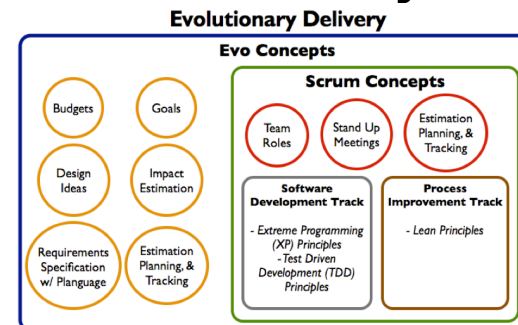 Evolutionary Delivery
Evo Concepts
Budgets
Goals
Design
Ideas
Impact
Estimation
Requirements
Specification
w/ Planguage
Estimation
Planning, &
Tracking
Scrum Concepts
Team
Roles
Stand Up
Meetings
Estimation
Planning, &
Tracking
Software
Development Track
- Extreme Programming
(XP) Principles
-Test Driven
Development (TDD)
Principles
Process
Improvement Track
- Lean Principles